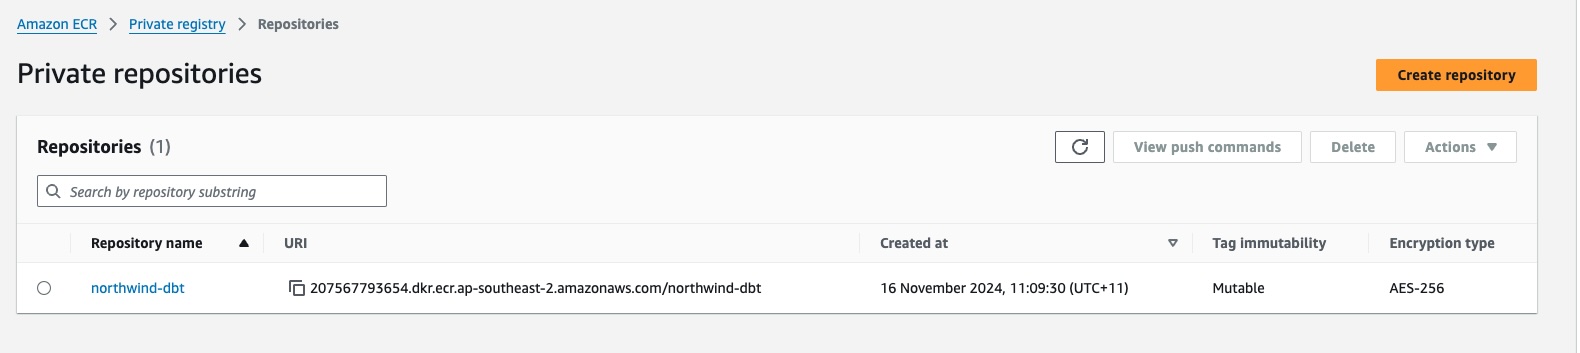 Amazon ECR > Private registry > Repositories
Private repositories
Create repository
Repositories (1)
View push commands Delete Actions
Search by repository substring
Repository name URI Created at Tag immutability Encryption type
northwind-dbt 207567793654.dkr.ecr.ap-southeast-2.amazonaws.com/northwind-dbt 16 November 2024, 11:09:30 (UTC+11) Mutable AES-256